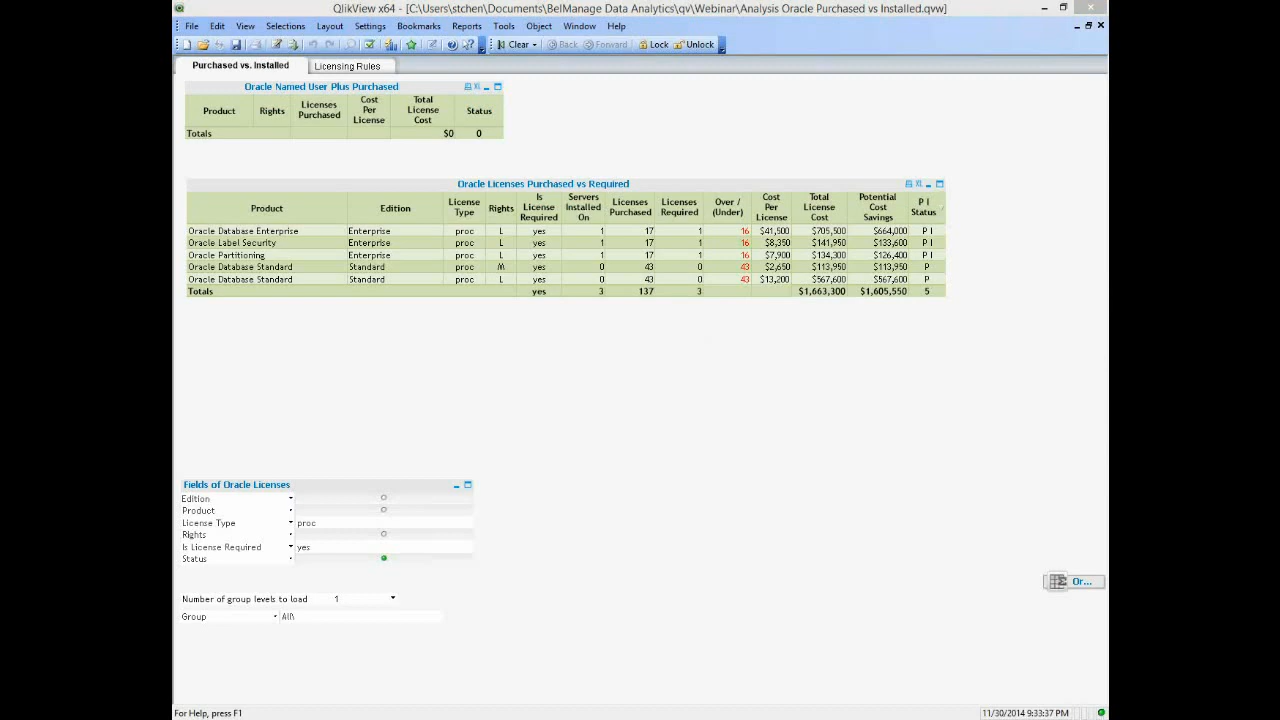 QlikView x64 - [C:\Users\stchen\Documents\BelManage Data Analytics\qv\Webinar\Analysis Oracle Purchased vs Installed.qvw]
File Edit View Selections Layout Settings Bookmarks Reports Tools Object Window Help
Clear Back Forward Lock Unlock
Purchased vs. Installed Licensing Rules
Oracle Named User Plus Purchased XL
Product Rights Licenses Purchased Cost Per License Total License Cost Status
Totals $0 0
Oracle Licenses Purchased vs Required XL
Product Edition License Type Rights Is License Required Servers Installed On Licenses Purchased Licenses Required Over / (Under) Cost Per License Total License Cost Potential Cost Savings P I Status
Oracle Database Enterprise Enterprise proc L yes 1 17 1 16 $41,500 $705,500 $664,000 P I
Oracle Label Security Enterprise proc L yes 1 17 1 16 $8,350 $141,950 $133,600 P I
Oracle Partitioning Enterprise proc L yes 1 17 1 16 $7,900 $134,300 $126,400 P I
Oracle Database Standard Standard proc M yes 0 43 0 43 $2,650 $113,950 $113,950 P
Oracle Database Standard Standard proc L yes 0 43 0 43 $13,200 $567,600 $567,600 P
Totals yes 3 137 3 $1,663,300 $1,605,550 5
Fields of Oracle Licenses
Edition
Product
License Type proc
Rights
Is License Required yes
Status
Or...
Number of group levels to load 1
Group All\
For Help, press F1 11/30/2014 9:33:37 PM